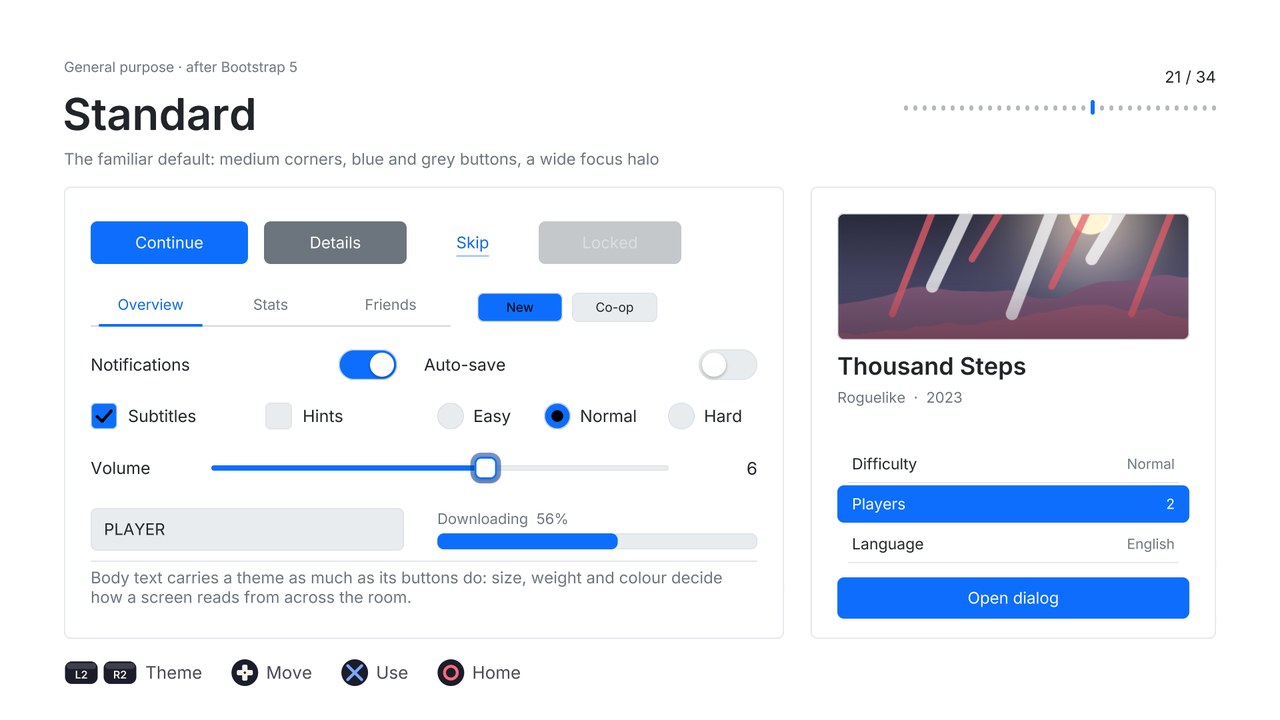 General purpose · after Bootstrap 5
21 / 34
Standard
The familiar default: medium corners, blue and grey buttons, a wide focus halo
Continue
Details
Skip
Locked
Overview
Stats
Friends
New
Co-op
Notifications
Auto-save
Subtitles
Hints
Easy
Normal
Hard
Volume
6
PLAYER
Downloading 56%
Body text carries a theme as much as its buttons do: size, weight and colour decide
how a screen reads from across the room.
Thousand Steps
Roguelike · 2023
Difficulty
Normal
Players
2
Language
English
Open dialog
L2 R2 Theme
Move
Use
Home